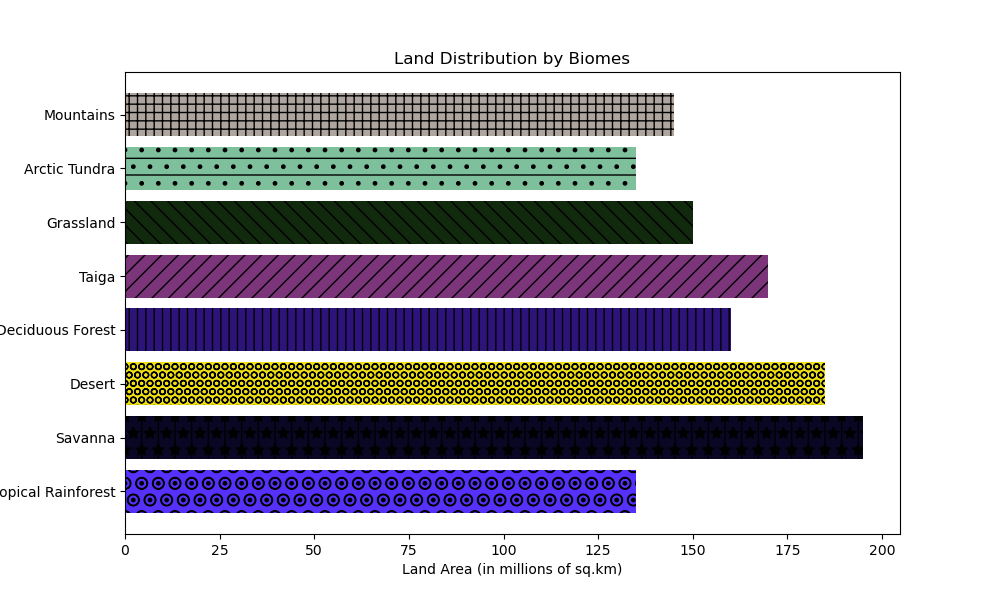 Land Distribution by Biomes
Mountains
Arctic Tundra
Grassland
Taiga
Deciduous Forest
Desert
Savanna
opical Rainforest
0 25 50 75 100 125 150 175 200
Land Area (in millions of sq.km)